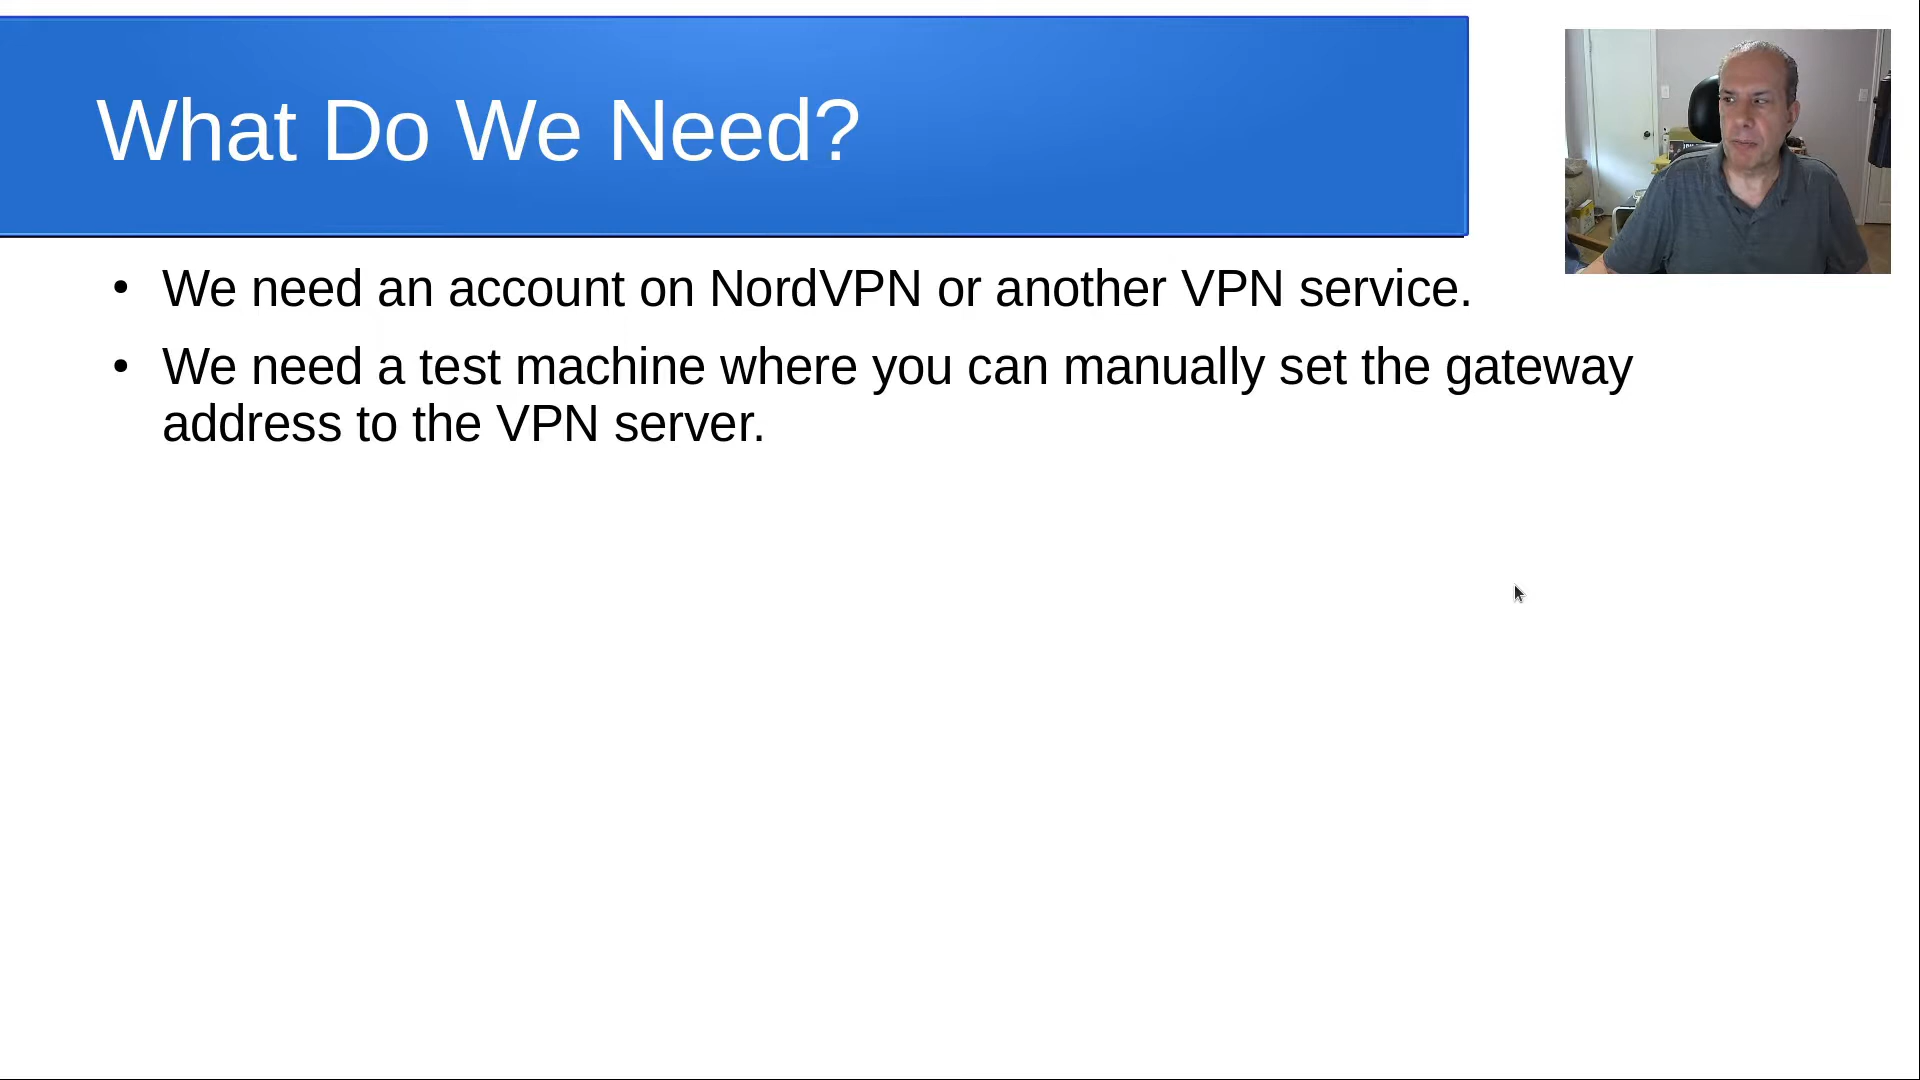 What Do We Need?
• We need an account on NordVPN or another VPN service.
• We need a test machine where you can manually set the gateway
address to the VPN server.